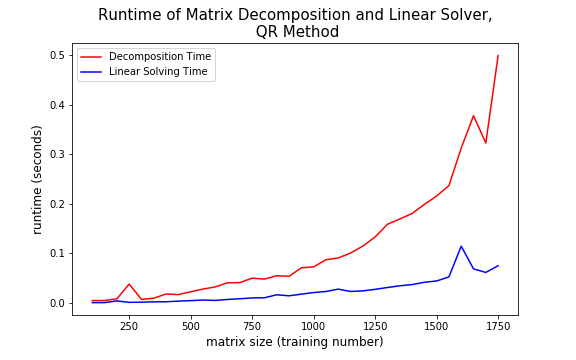 Runtime of Matrix Decomposition and Linear Solver,
QR Method
Decomposition Time
Linear Solving Time
runtime (seconds)
0.5
0.4
0.3
0.2
0.1
0.0
250 500 750 1000 1250 1500 1750
matrix size (training number)